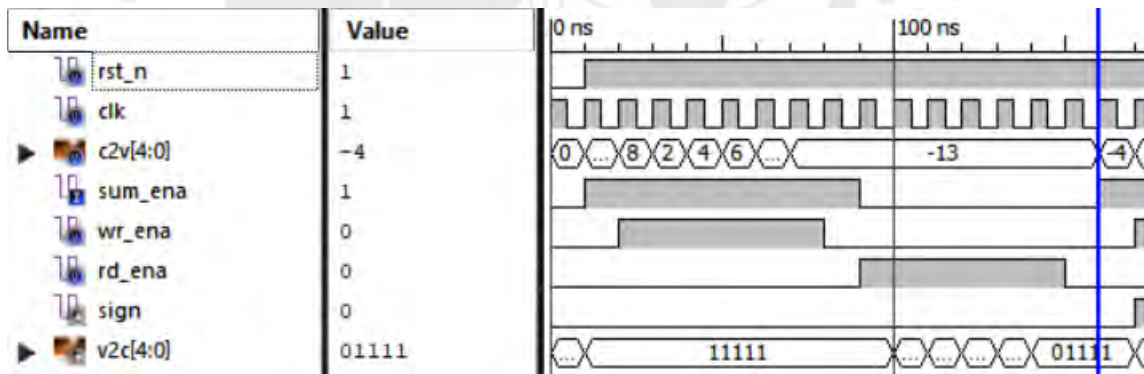 Name Value 0 ns 100 ns
rst_n 1
clk 1
c2v[4:0] -4 0 ... 8 2 4 6 ... -13 -4
sum_ena 1
wr_ena 0
rd_ena 0
sign 0
v2c[4:0] 01111 ... 11111 ... ... ... ... 01111